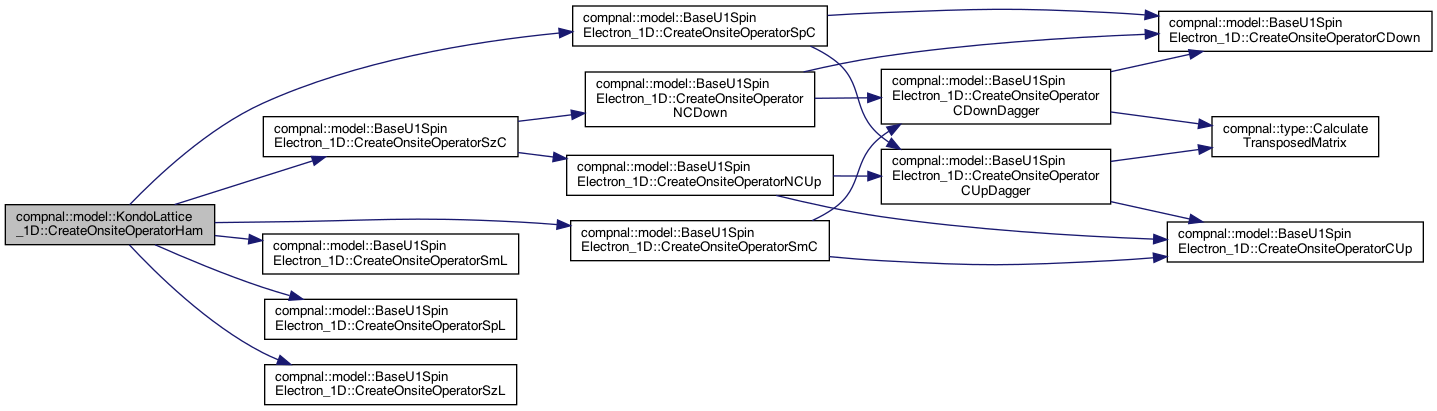 compnal::model::KondoLattice
_1D::CreateOnsiteOperatorHam
compnal::model::BaseU1Spin
Electron_1D::CreateOnsiteOperatorSzC
compnal::model::BaseU1Spin
Electron_1D::CreateOnsiteOperatorSmL
compnal::model::BaseU1Spin
Electron_1D::CreateOnsiteOperatorSpL
compnal::model::BaseU1Spin
Electron_1D::CreateOnsiteOperatorSzL
compnal::model::BaseU1Spin
Electron_1D::CreateOnsiteOperatorSpC
compnal::model::BaseU1Spin
Electron_1D::CreateOnsiteOperator
NCDown
compnal::model::BaseU1Spin
Electron_1D::CreateOnsiteOperatorNCUp
compnal::model::BaseU1Spin
Electron_1D::CreateOnsiteOperatorSmC
compnal::model::BaseU1Spin
Electron_1D::CreateOnsiteOperator
CDownDagger
compnal::model::BaseU1Spin
Electron_1D::CreateOnsiteOperator
CUpDagger
compnal::model::BaseU1Spin
Electron_1D::CreateOnsiteOperatorCDown
compnal::type::Calculate
TransposedMatrix
compnal::model::BaseU1Spin
Electron_1D::CreateOnsiteOperatorCUp